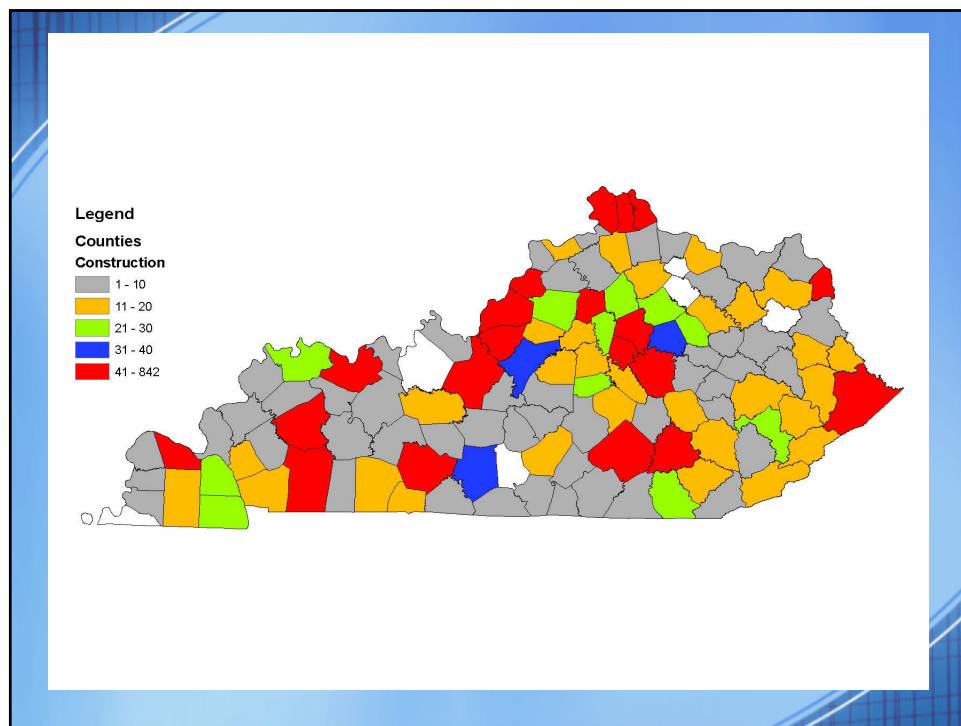 Legend
Counties
Construction
1 - 10
11 - 20
21 - 30
31 - 40
41 - 842